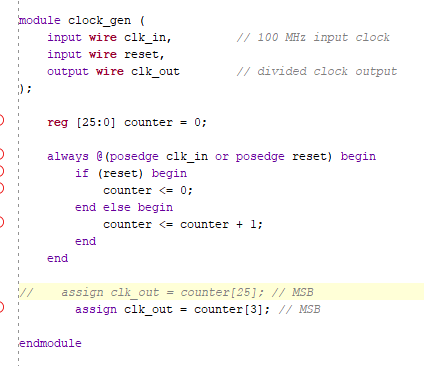 module clock_gen (
input wire clk_in, // 100 MHz input clock
input wire reset,
output wire clk_out // divided clock output
);
reg [25:0] counter = 0;
always @(posedge clk_in or posedge reset) begin
if (reset) begin
counter <= 0;
end else begin
counter <= counter + 1;
end
end
// assign clk_out = counter[25]; // MSB
assign clk_out = counter[3]; // MSB
endmodule